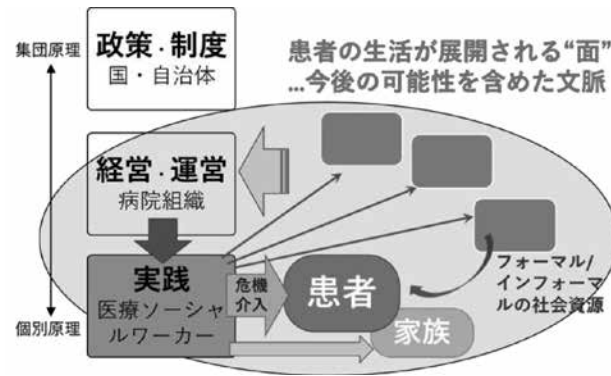 集団原理
政策・制度
国・自治体
患者の生活が展開される“面”
…今後の可能性を含めた文脈
経営・運営
病院組織
実践
医療ソーシャ
ルワーカー
危機
介入
患者
家族
フォーマル/
インフォーマ
ルの社会資源
個別原理